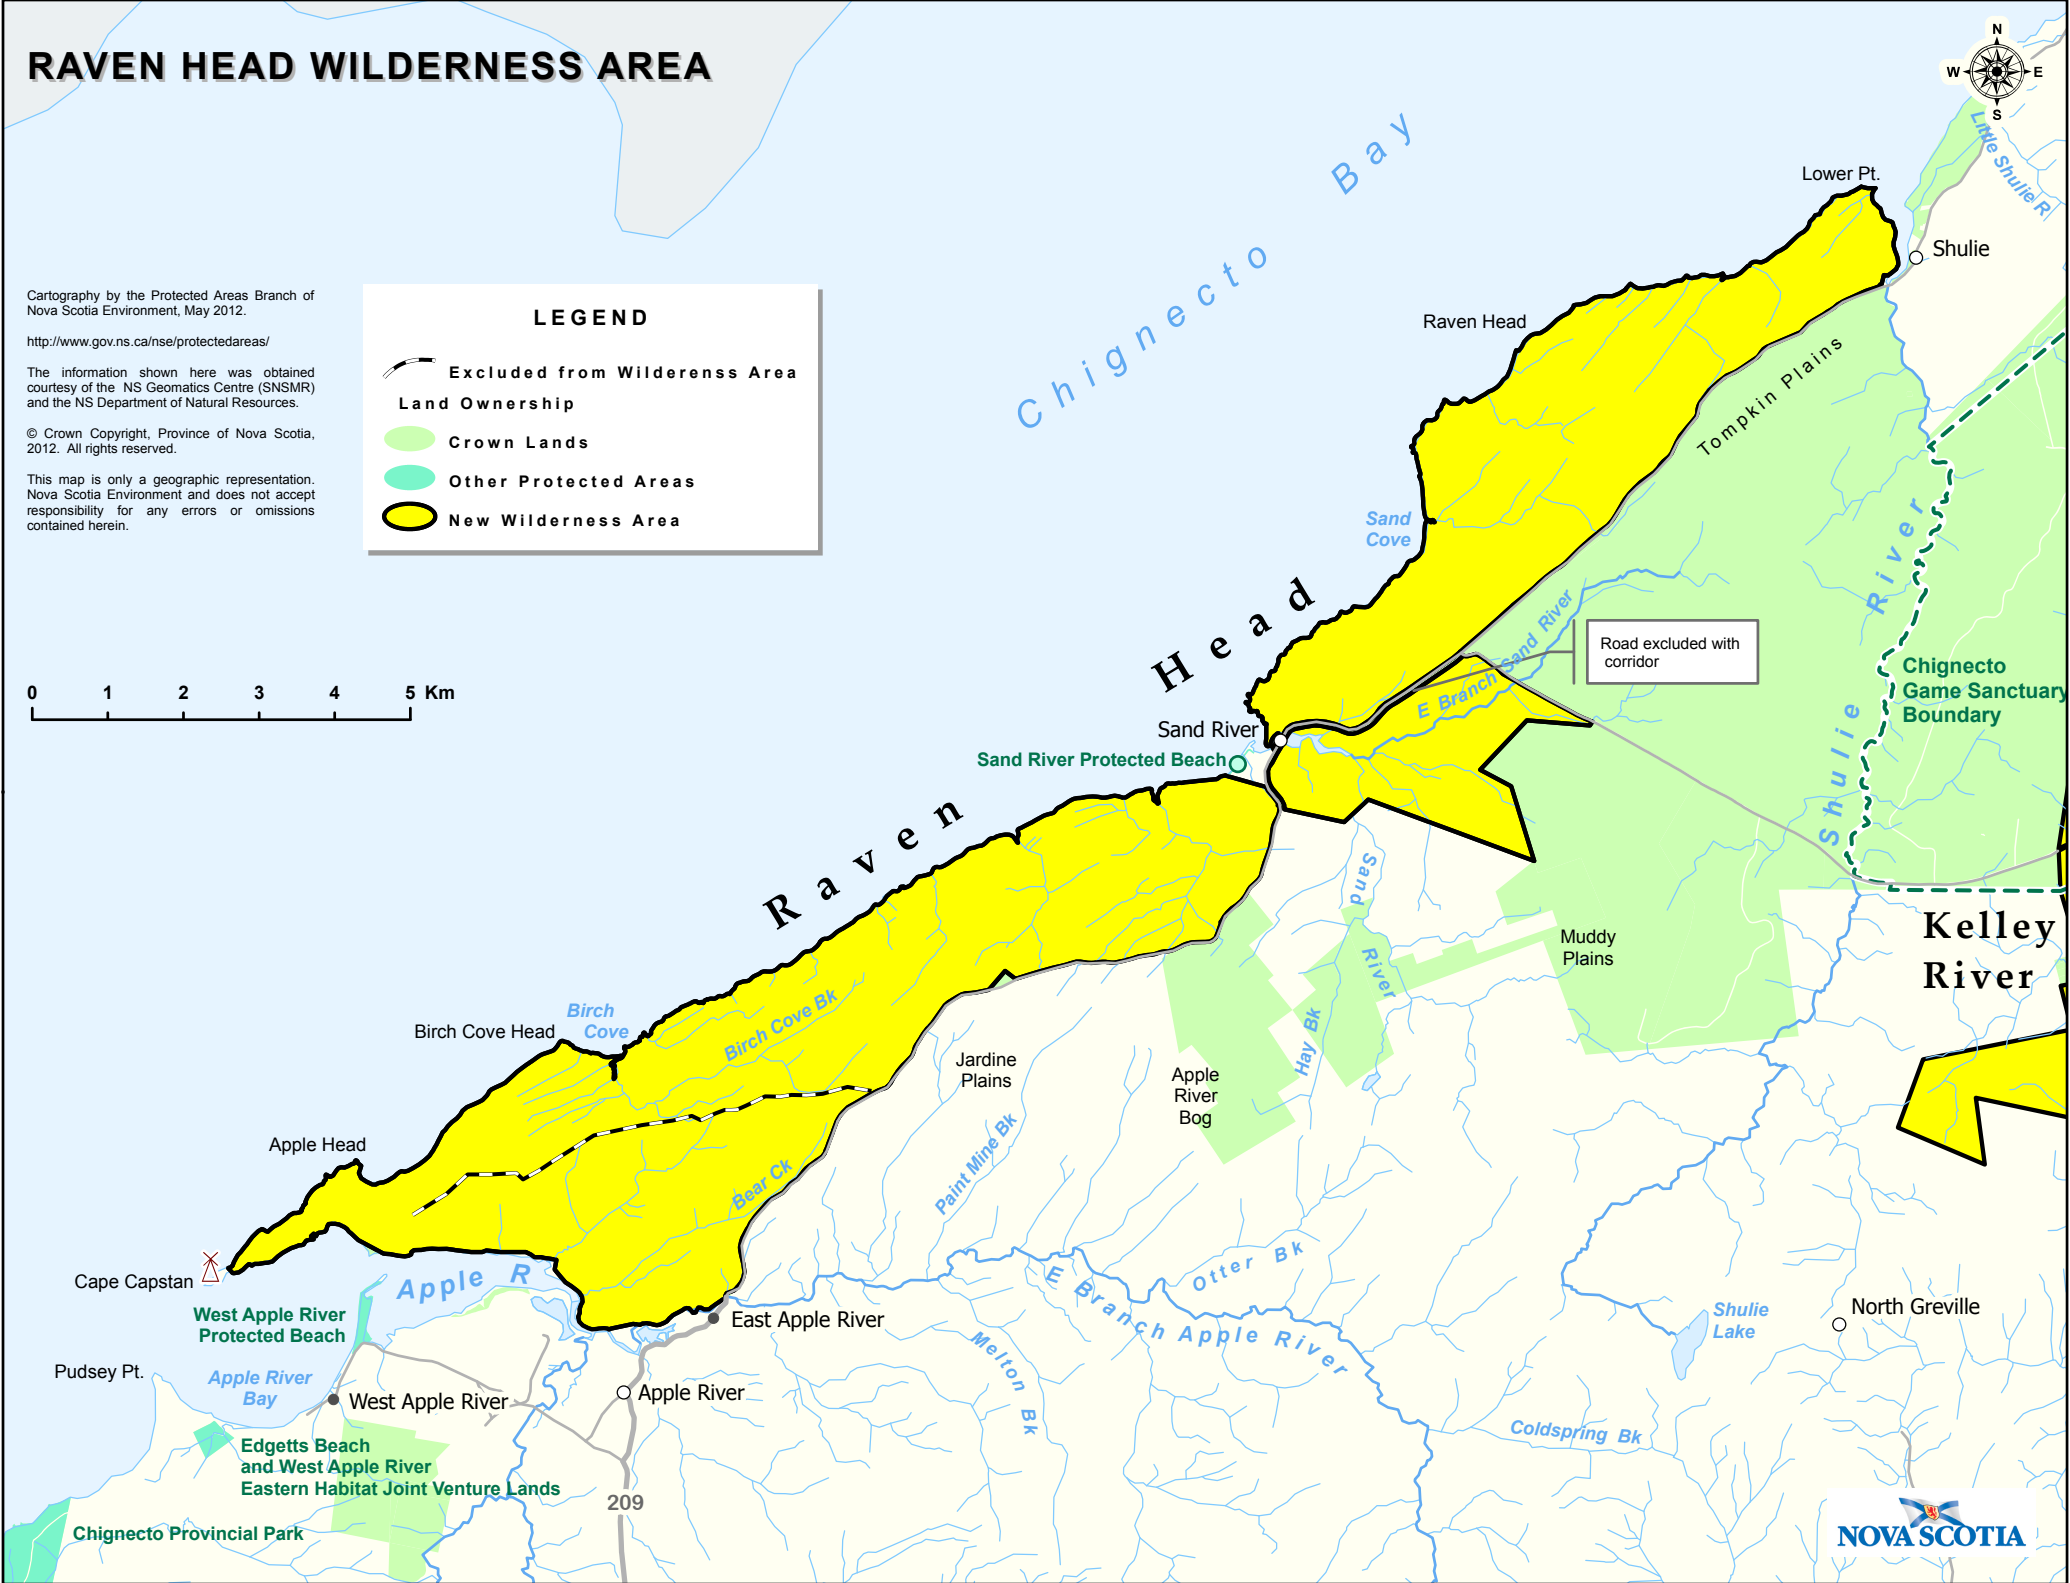 RAVEN HEAD WILDERNESS AREA
N
W
E
S
Cartography by the Protected Areas Branch of
Nova Scotia Environment, May 2012.
http://www.gov.ns.ca/nse/protectedareas/
The information shown here was obtained
courtesy of the NS Geomatics Centre (SNSMR)
and the NS Department of Natural Resources.
© Crown Copyright, Province of Nova Scotia,
2012. All rights reserved.
This map is only a geographic representation.
Nova Scotia Environment and does not accept
responsibility for any errors or omissions
contained herein.
LEGEND
Excluded from Wilderenss Area
Land Ownership
Crown Lands
Other Protected Areas
New Wilderness Area
0 1 2 3 4 5 Km
Chignecto Bay
Little Shulie R
Lower Pt.
Shulie
Raven Head
Tompkin Plains
Sand
Cove
Raven Head
E Branch Sand River
Road excluded with
corridor
Shulie River
Chignecto
Game Sanctuary
Boundary
Sand River
Sand River Protected Beach
Sand River
Muddy
Plains
Kelley
River
Birch
Cove
Birch Cove Head
Birch Cove Bk
Jardine
Plains
Apple
River
Bog
Hay Bk
Apple Head
Bear Ck
Paint Mine Bk
Cape Capstan
Apple R
West Apple River
Protected Beach
East Apple River
E Branch Apple River
Otter Bk
Shulie
Lake
North Greville
Pudsey Pt.
Apple River
Bay
West Apple River
Apple River
Melton Bk
Coldspring Bk
Edgetts Beach
and West Apple River
Eastern Habitat Joint Venture Lands
209
Chignecto Provincial Park
NOVA SCOTIA